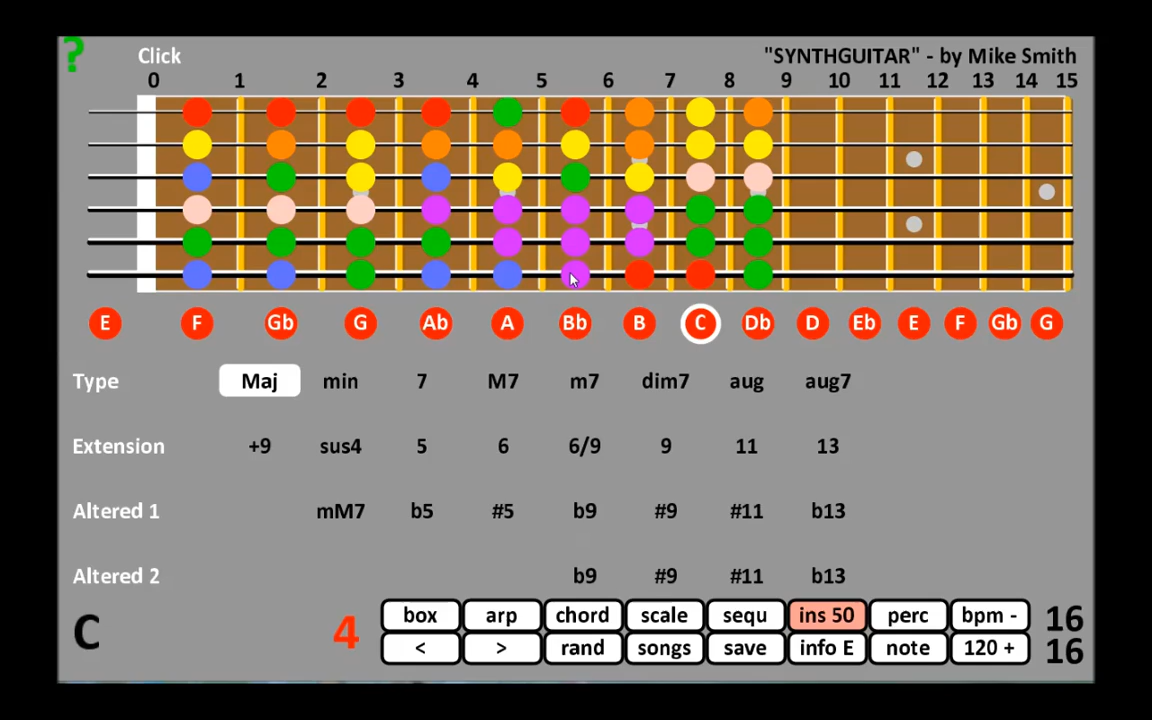 ? Click "SYNTHGUITAR" - by Mike Smith
0 1 2 3 4 5 6 7 8 9 10 11 12 13 14 15
E F Gb G Ab A Bb B C Db D Eb E F Gb G
Type Maj min 7 M7 m7 dim7 aug aug7
Extension +9 sus4 5 6 6/9 9 11 13
Altered 1 mM7 b5 #5 b9 #9 #11 b13
Altered 2 b9 #9 #11 b13
C 4 box arp chord scale sequ ins 50 perc bpm - 16
< > rand songs save info E note 120 + 16